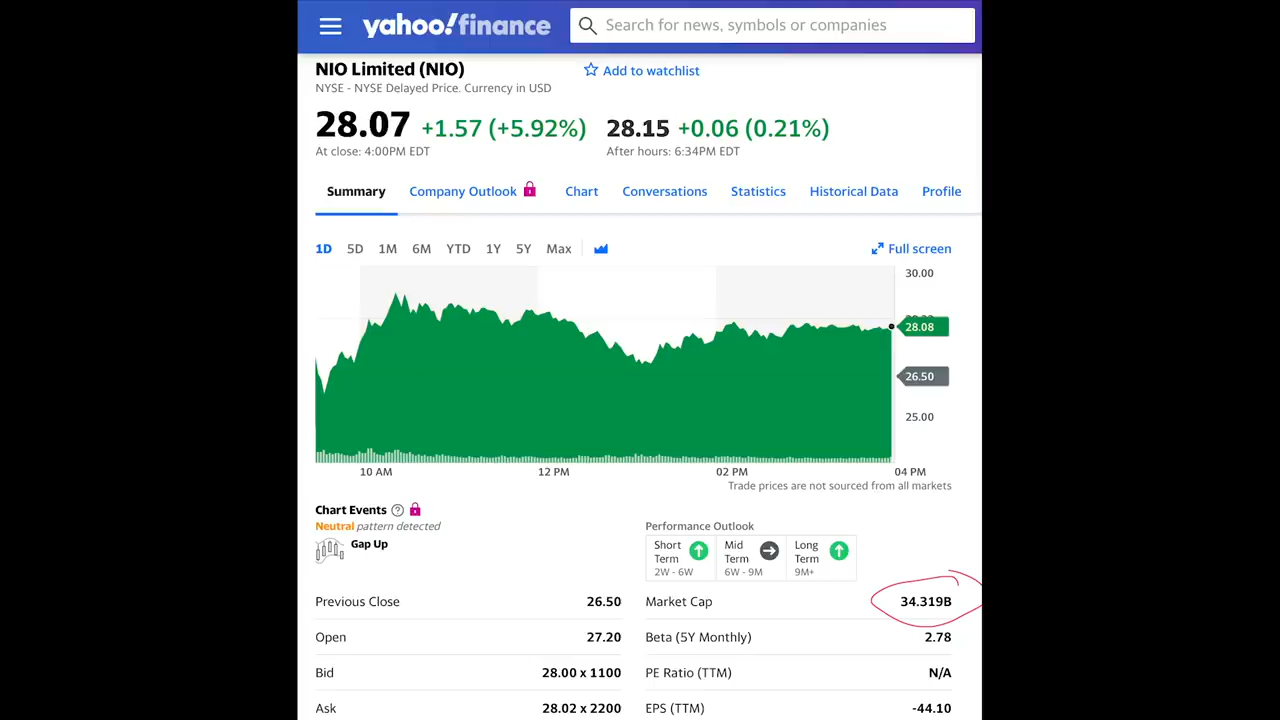 yahoo!finance
Search for news, symbols or companies
NIO Limited (NIO)
Add to watchlist
NYSE - NYSE Delayed Price. Currency in USD
28.07 +1.57 (+5.92%) 28.15 +0.06 (0.21%)
At close: 4:00PM EDT After hours: 6:34PM EDT
Summary Company Outlook Chart Conversations Statistics Historical Data Profile
1D 5D 1M 6M YTD 1Y 5Y Max Full screen
30.00
28.08
26.50
25.00
10 AM 12 PM 02 PM 04 PM
Trade prices are not sourced from all markets
Chart Events ?
Neutral pattern detected
Gap Up
Performance Outlook
Short Term 2W - 6W
Mid Term 6W - 9M
Long Term 9M+
Previous Close 26.50
Open 27.20
Bid 28.00 x 1100
Ask 28.02 x 2200
Market Cap 34.319B
Beta (5Y Monthly) 2.78
PE Ratio (TTM) N/A
EPS (TTM) -44.10